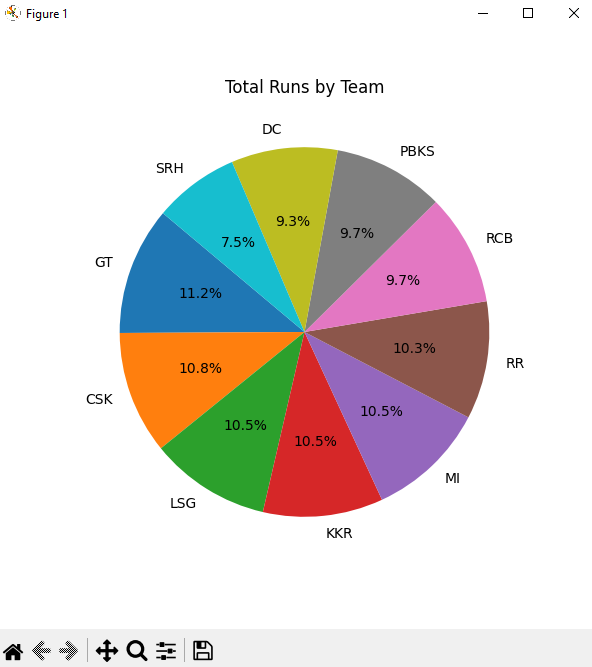 Figure 1
Total Runs by Team
DC
PBKS
SRH
9.3%
9.7%
7.5%
RCB
GT
11.2%
9.7%
10.3%
RR
10.8%
CSK
10.5%
10.5%
10.5%
MI
LSG
KKR